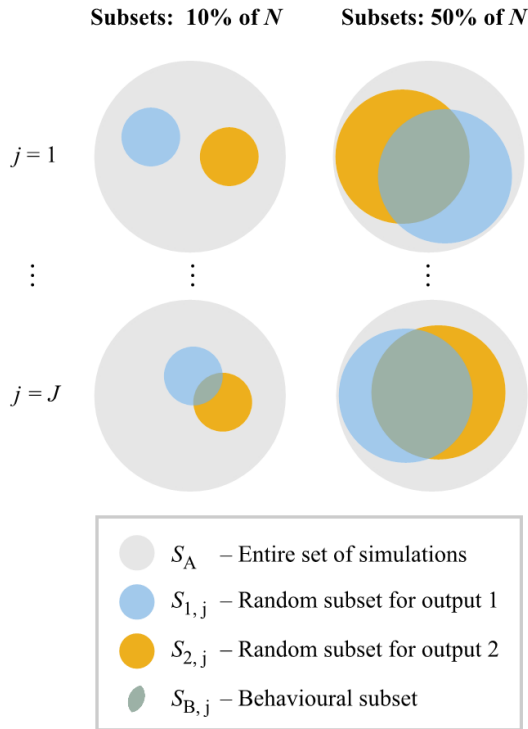 Subsets: 10% of N
Subsets: 50% of N
j = 1
⋮ ⋮ ⋮
j = J
S_A – Entire set of simulations
S_1, j – Random subset for output 1
S_2, j – Random subset for output 2
S_B, j – Behavioural subset